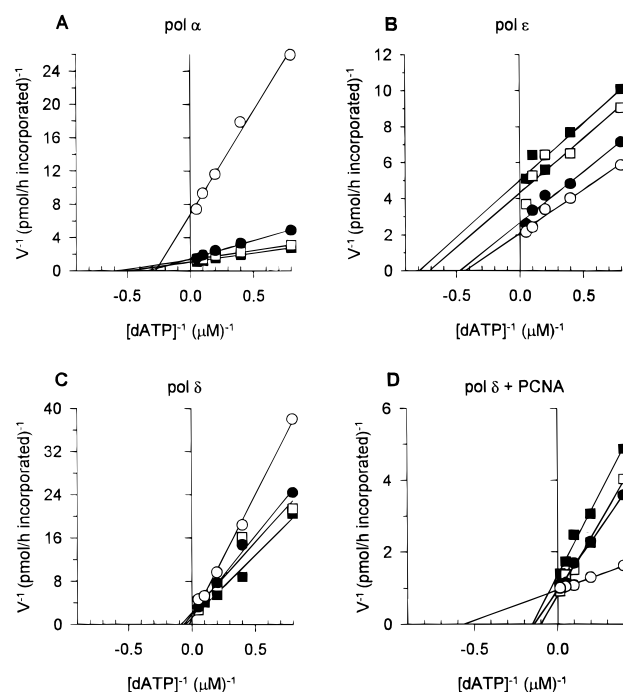 A pol α
V⁻¹ (pmol/h incorporated)⁻¹
26
24
20
16
12
8
4
0
-0.5 0.0 0.5
[dATP]⁻¹ (μM)⁻¹
B pol ε
V⁻¹ (pmol/h incorporated)⁻¹
12
10
8
6
4
2
0
-0.5 0.0 0.5
[dATP]⁻¹ (μM)⁻¹
C pol δ
V⁻¹ (pmol/h incorporated)⁻¹
40
32
24
16
8
0
-0.5 0.0 0.5
[dATP]⁻¹ (μM)⁻¹
D pol δ + PCNA
V⁻¹ (pmol/h incorporated)⁻¹
6
4
2
0
-0.5 0.0
[dATP]⁻¹ (μM)⁻¹